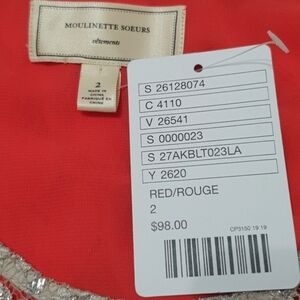 MOULINETTE SOEURS
vêtements
2
MADE IN
CHINA
FABRIQUÉ EN
CHINE
S 26128074
C 4110
V 26541
S 0000023
S 27AKBLT023LA
Y 2620
RED/ROUGE
2
$98.00
CP3150 19 19